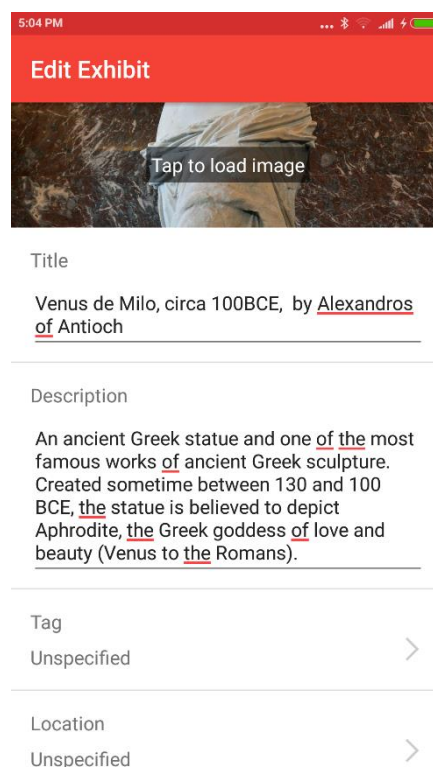 5:04 PM
...
Edit Exhibit
Tap to load image
Title
Venus de Milo, circa 100BCE,  by Alexandros
of Antioch
Description
An ancient Greek statue and one of the most
famous works of ancient Greek sculpture.
Created sometime between 130 and 100
BCE, the statue is believed to depict
Aphrodite, the Greek goddess of love and
beauty (Venus to the Romans).
Tag
Unspecified
Location
Unspecified